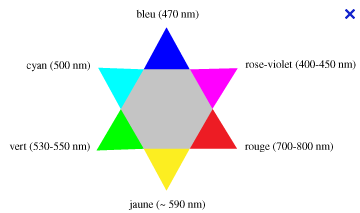 bleu (470 nm)
cyan (500 nm)
rose-violet (400-450 nm)
vert (530-550 nm)
rouge (700-800 nm)
jaune (~ 590 nm)